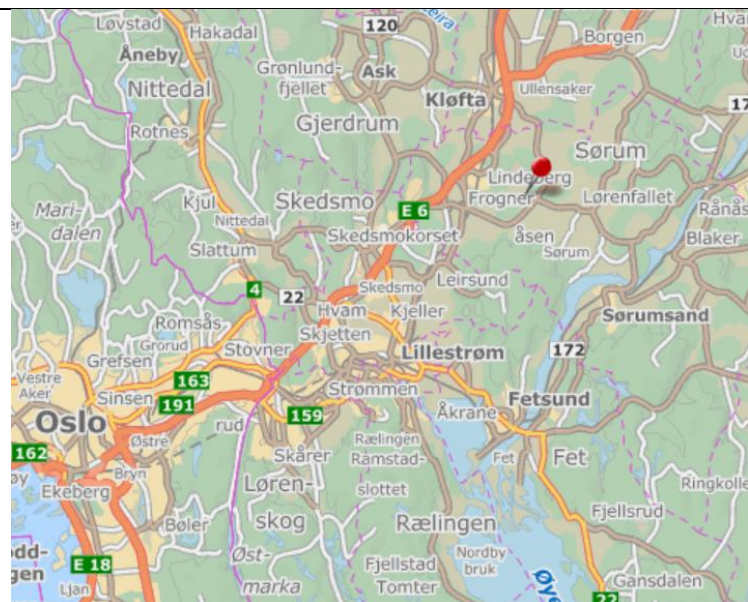 Løvstad
Hakadal
120
Leira
Borgen
Åneby
Grønlund-
fjellet
Ask
Nittedal
Kløfta
Ullensaker
Rotnes
Gjerdrum
Sørum
Lindeberg
Frogner
Lørenfallet
Mari-
dalen
Kjul
Skedsmo
E 6
Rånås
Nittedal
Skedsmokorset
åsen
Blaker
Slattum
Sørum
4
22
Skedsmo
Leirsund
Romsås
Hvam
Kjeller
Sørumsand
Grorud
Skjetten
Grefsen
Stovner
Lillestrøm
172
Vestre
Aker
163
Sinsen
Strømmen
Fetsund
191
159
Åkrane
Oslo
rud
Østre
Rælingen
Ramstad-
slottet
Fet
Fet
162
Bryn
Skårer
Ekeberg
Løren-
skog
Ringkolle
Fjellsrud
Bøler
Rælingen
Øst-
marka
Nordby
bruk
E 18
Fjellstad
Tomter
Gansdalen
Ljan
Øye
22